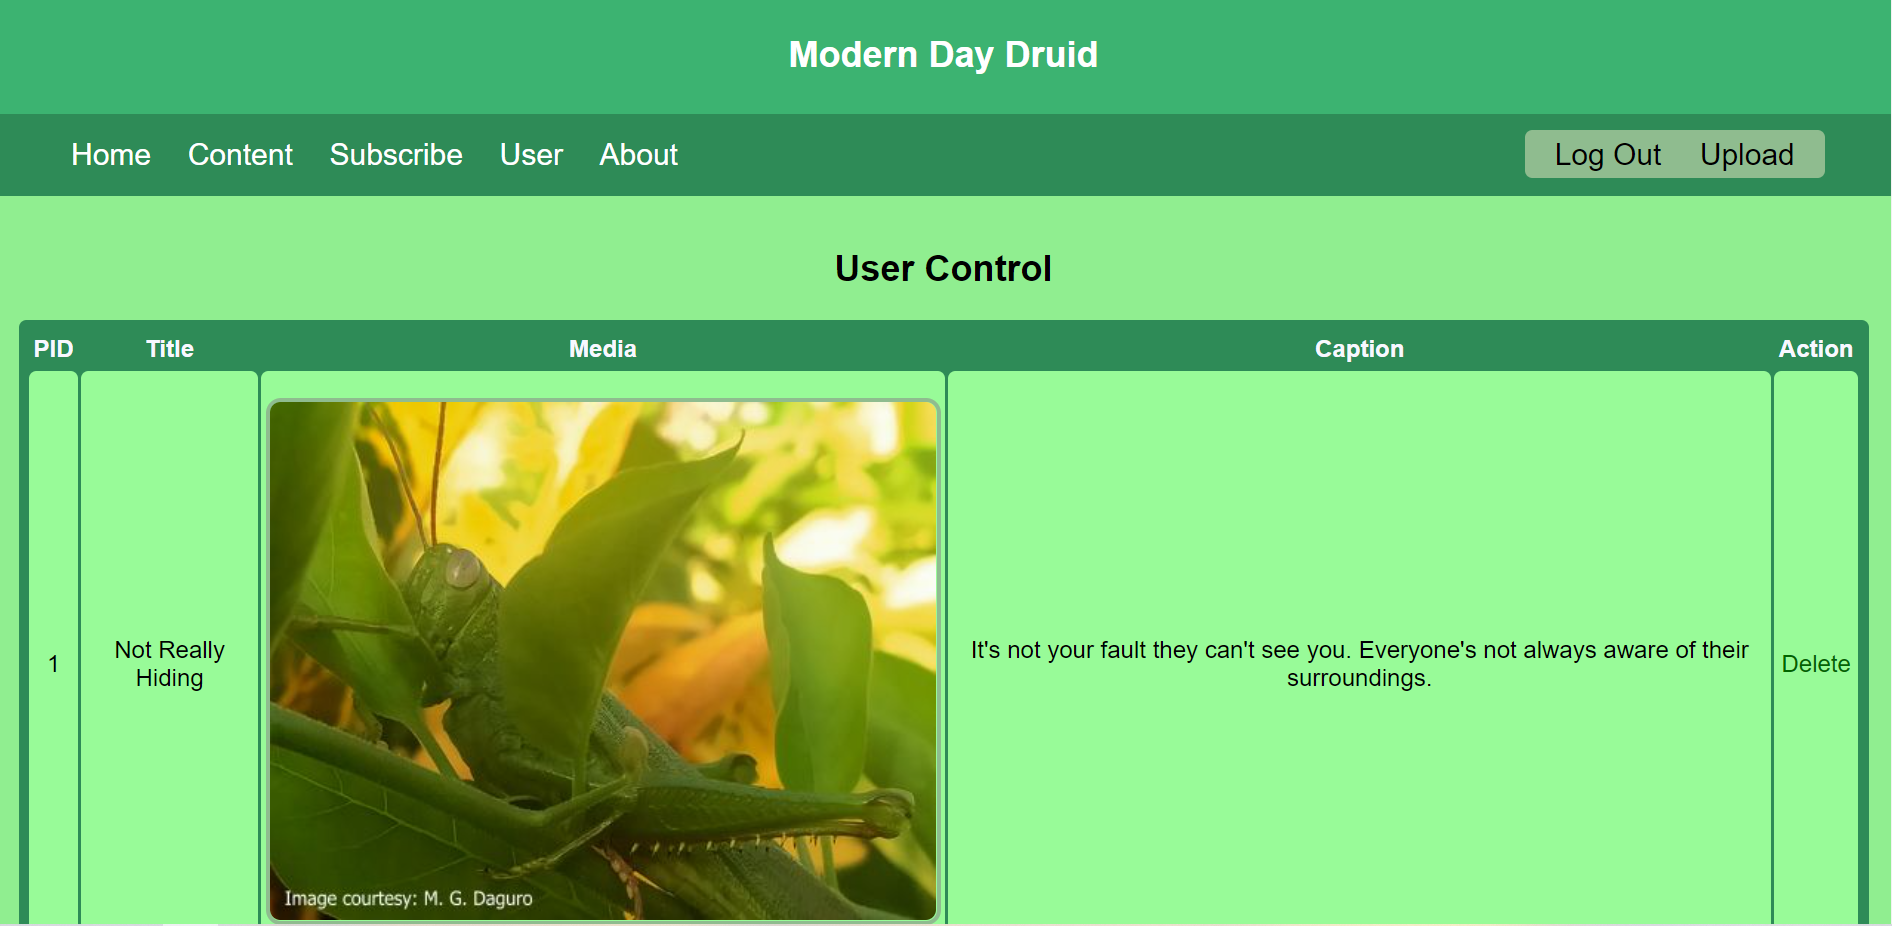 Modern Day Druid
Home Content Subscribe User About Log Out Upload
User Control
PID Title Media Caption Action
1
Not Really
Hiding
Image courtesy: M. G. Daguro
It's not your fault they can't see you. Everyone's not always aware of their
surroundings.
Delete